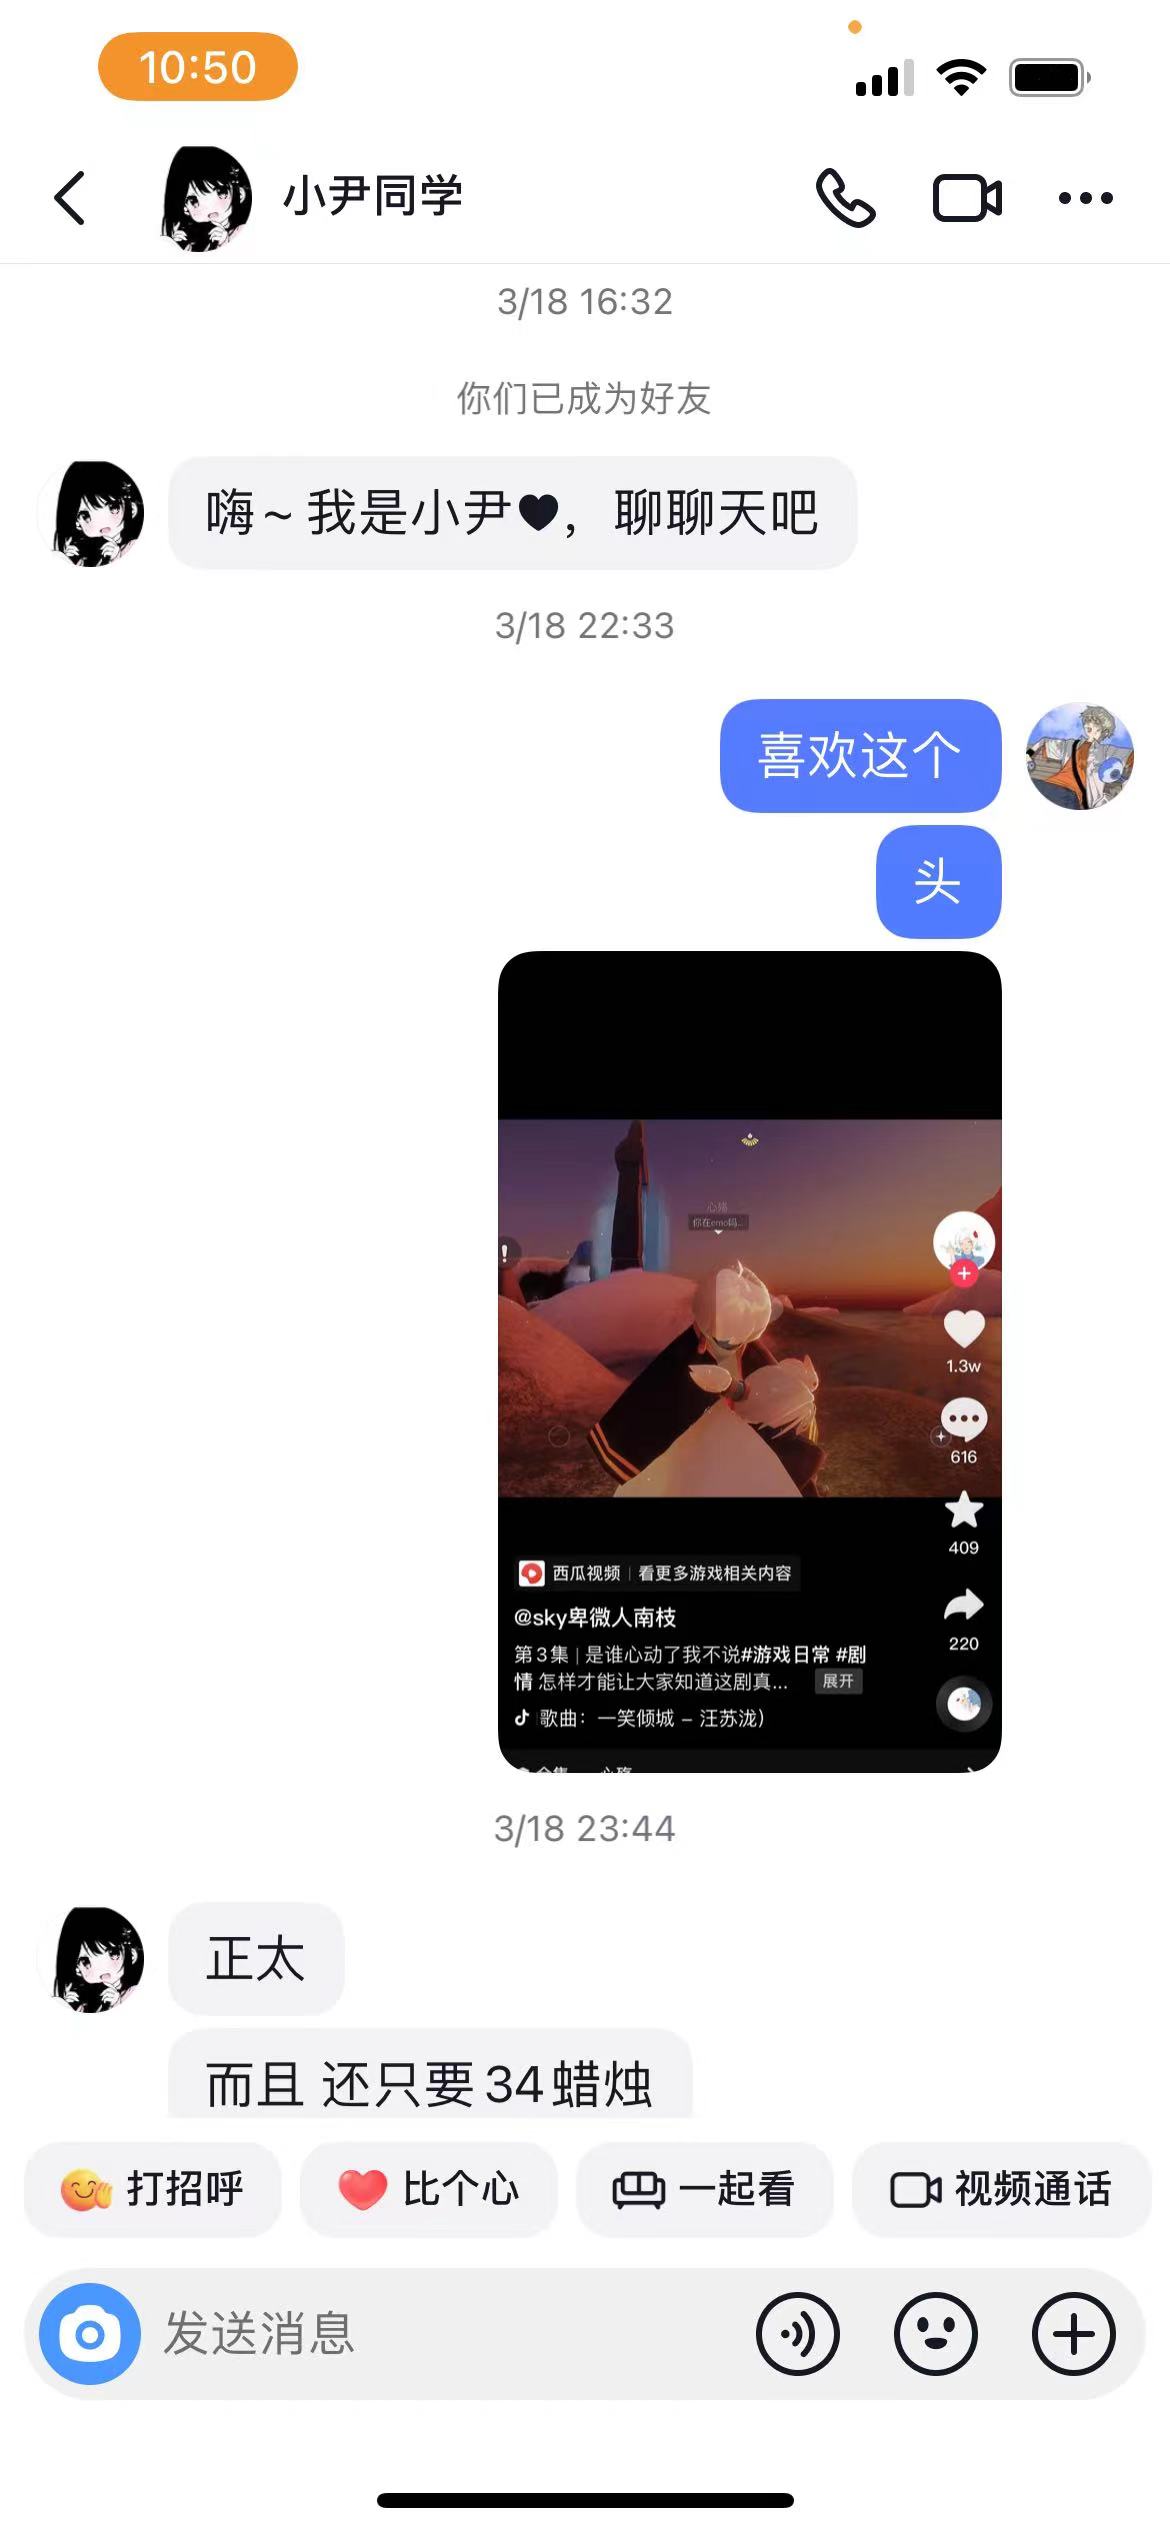 10:50
小尹同学
3/18 16:32
你们已成为好友
嗨~我是小尹🖤，聊聊天吧
3/18 22:33
喜欢这个
头
心殇
你在emo吗...
1.3w
616
409
西瓜视频 | 看更多游戏相关内容
220
@sky卑微人南枝
第3集 | 是谁心动了我不说#游戏日常 #剧
情 怎样才能让大家知道这剧真... 展开
歌曲：一笑倾城 – 汪苏泷)
3/18 23:44
正太
而且 还只要34蜡烛
打招呼 比个心 一起看 视频通话
发送消息